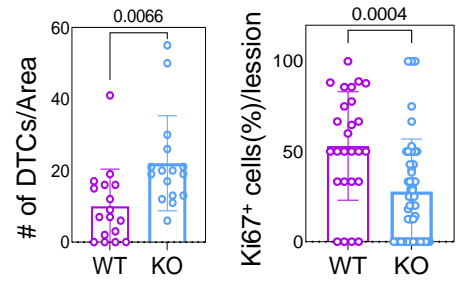 0.0066
60
40
20
0
# of DTCs/Area
WT KO
0.0004
100
50
0
Ki67⁺ cells(%)/lession
WT KO